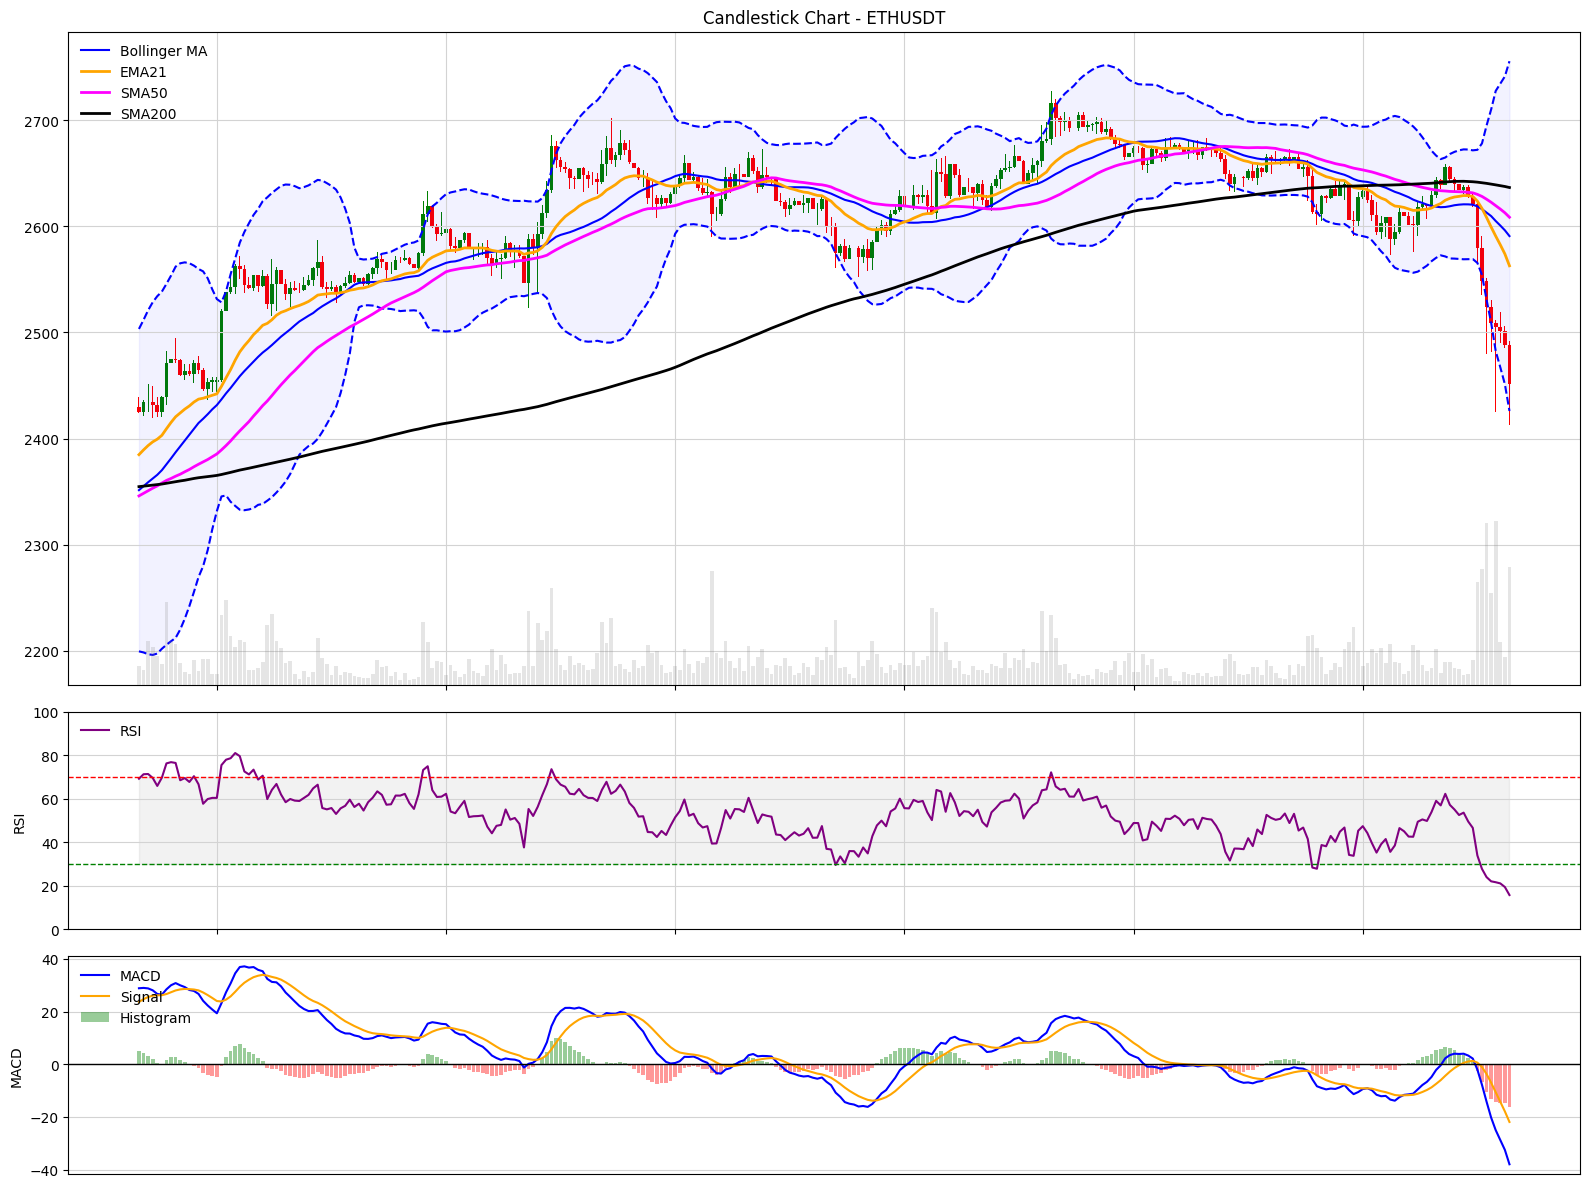 Candlestick Chart - ETHUSDT
Bollinger MA
EMA21
SMA50
SMA200
2700
2600
2500
2400
2300
2200
100
80
60
40
20
0
RSI
RSI
40
20
0
−20
−40
MACD
MACD
Signal
Histogram